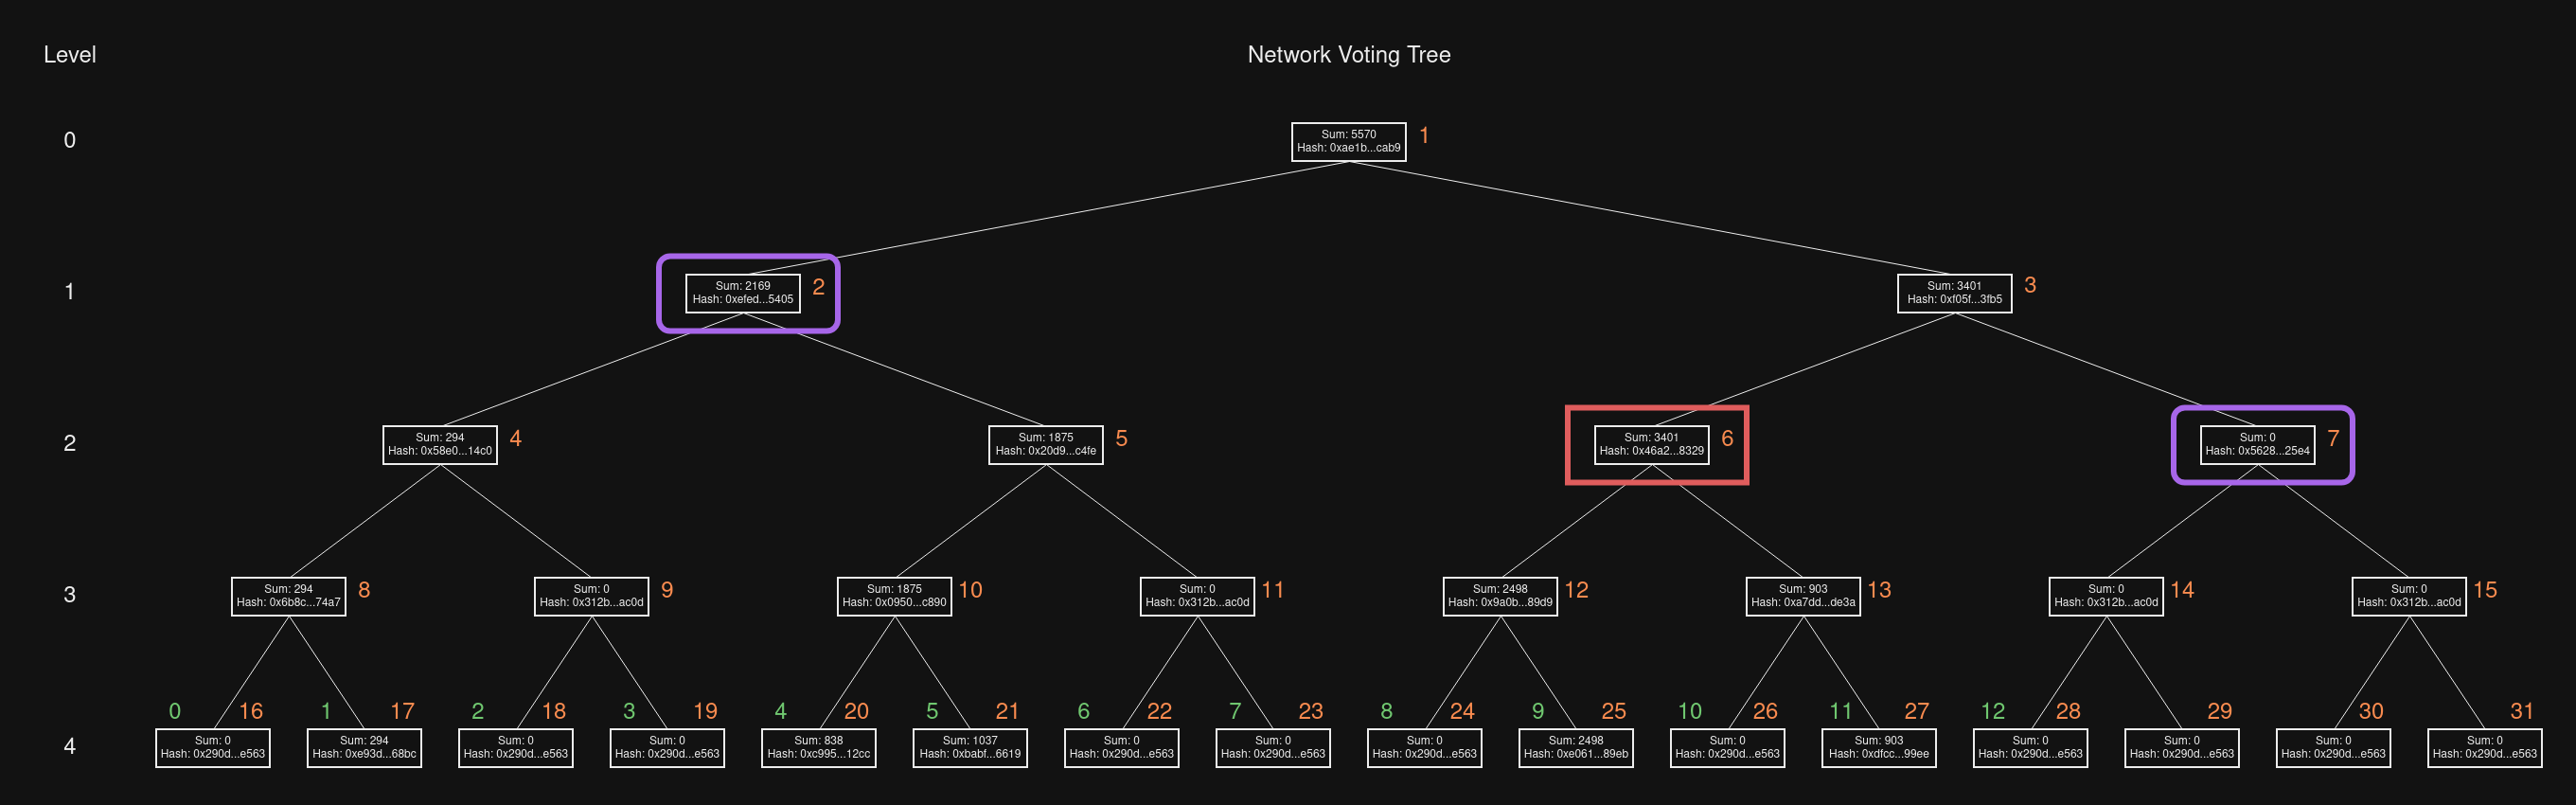 Level
Network Voting Tree
0
Sum: 5570
Hash: 0xae1b...cab9
1
1
Sum: 2169
Hash: 0xefed...5405
2
Sum: 3401
Hash: 0xf05f...3fb5
3
2
Sum: 294
Hash: 0x58e0...14c0
4
Sum: 1875
Hash: 0x20d9...c4fe
5
Sum: 3401
Hash: 0x46a2...8329
6
Sum: 0
Hash: 0x5628...25e4
7
3
Sum: 294
Hash: 0x6b8c...74a7
8
Sum: 0
Hash: 0x312b...ac0d
9
Sum: 1875
Hash: 0x0950...c890
10
Sum: 0
Hash: 0x312b...ac0d
11
Sum: 2498
Hash: 0x9a0b...89d9
12
Sum: 903
Hash: 0xa7dd...de3a
13
Sum: 0
Hash: 0x312b...ac0d
14
Sum: 0
Hash: 0x312b...ac0d
15
4
0 16
Sum: 0
Hash: 0x290d...e563
1 17
Sum: 294
Hash: 0xe93d...68bc
2 18
Sum: 0
Hash: 0x290d...e563
3 19
Sum: 0
Hash: 0x290d...e563
4 20
Sum: 838
Hash: 0xc995...12cc
5 21
Sum: 1037
Hash: 0xbabf...6619
6 22
Sum: 0
Hash: 0x290d...e563
7 23
Sum: 0
Hash: 0x290d...e563
8 24
Sum: 0
Hash: 0x290d...e563
9 25
Sum: 2498
Hash: 0xe061...89eb
10 26
Sum: 0
Hash: 0x290d...e563
11 27
Sum: 903
Hash: 0xdfcc...99ee
12 28
Sum: 0
Hash: 0x290d...e563
29
Sum: 0
Hash: 0x290d...e563
30
Sum: 0
Hash: 0x290d...e563
31
Sum: 0
Hash: 0x290d...e563